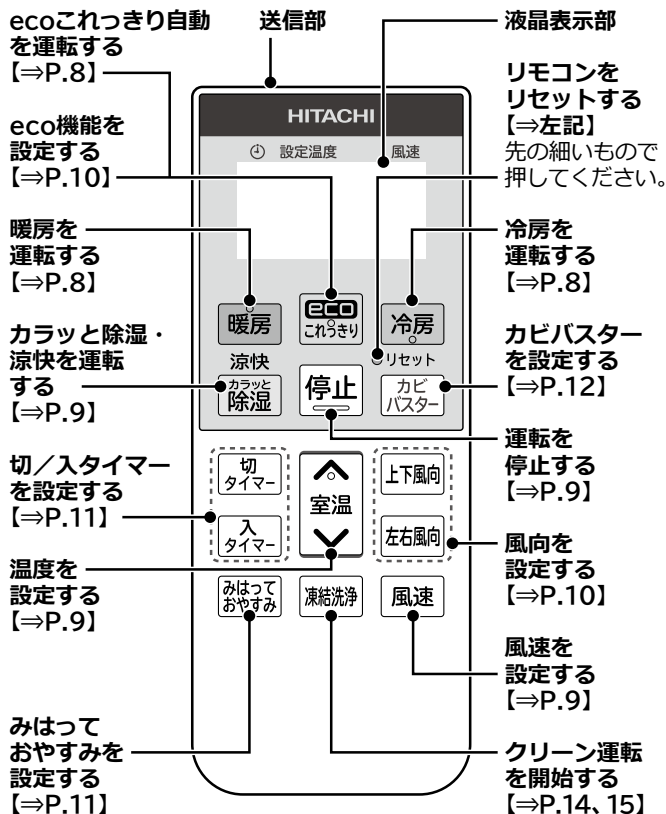 ecoこれっきり自動
を運転する
【⇒P.8】
eco機能を
設定する
【⇒P.10】
暖房を
運転する
【⇒P.8】
カラッと除湿・
涼快を運転
する
【⇒P.9】
切／入タイマー
を設定する
【⇒P.11】
温度を
設定する
【⇒P.9】
みはって
おやすみを
設定する
【⇒P.11】
送信部
HITACHI
設定温度 風速
暖房
eco
これっきり
冷房
涼快
リセット
カラッと
除湿
停止
カビ
バスター
切
タイマー
室温
上下風向
入
タイマー
左右風向
みはって
おやすみ
凍結洗浄
風速
液晶表示部
リモコンを
リセットする
【⇒左記】
先の細いもので
押してください。
冷房を
運転する
【⇒P.8】
カビバスター
を設定する
【⇒P.12】
運転を
停止する
【⇒P.9】
風向を
設定する
【⇒P.10】
風速を
設定する
【⇒P.9】
クリーン運転
を開始する
【⇒P.14、15】